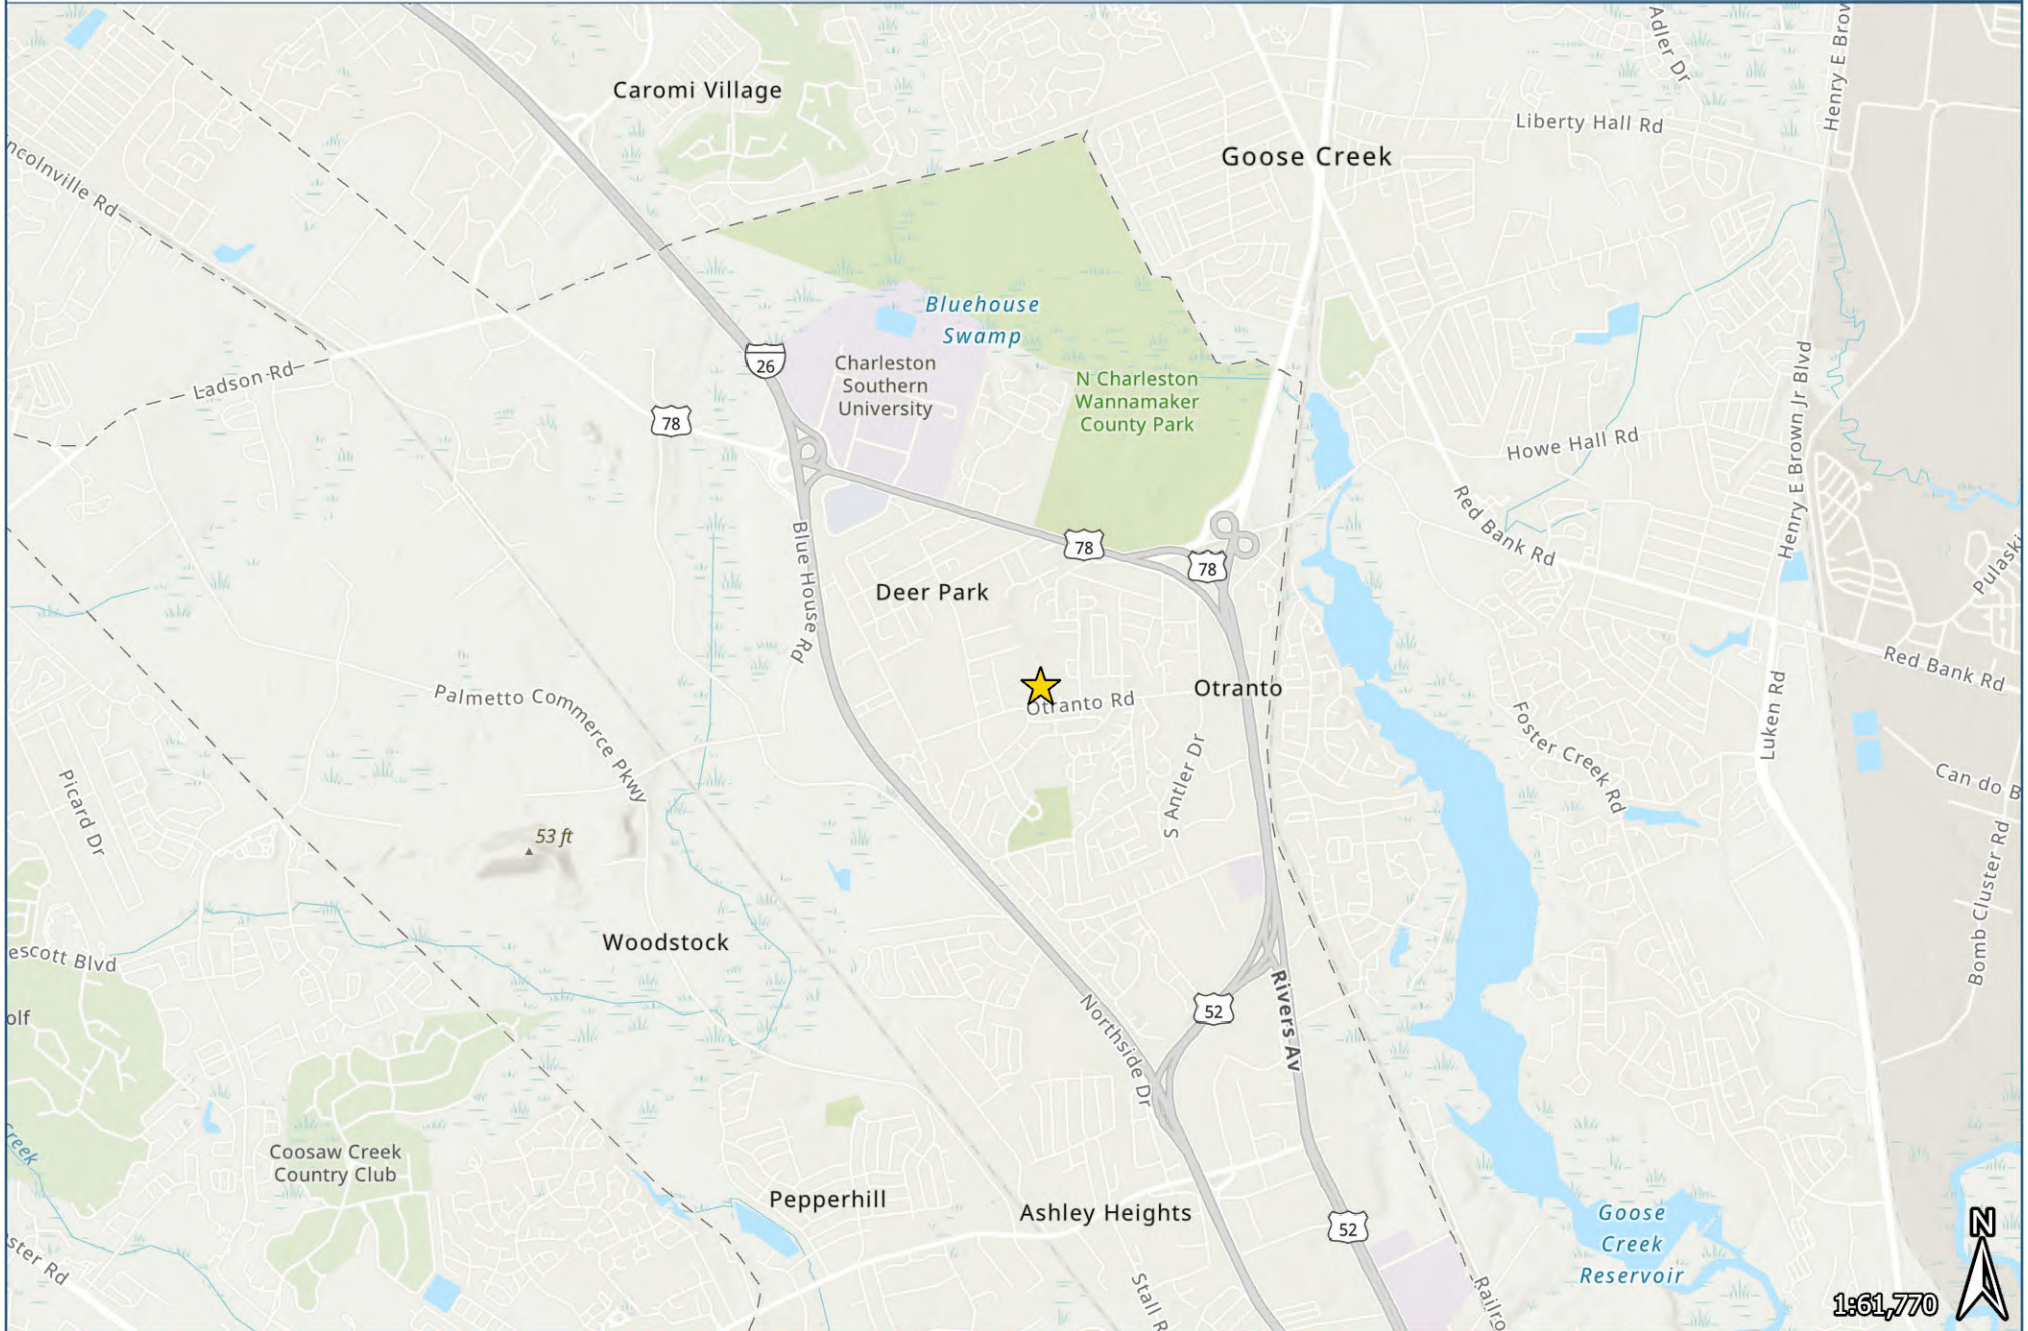 Adler Dr
Henry E Brow
Caromi Village
Liberty Hall Rd
Goose Creek
ncolnville Rd
Bluehouse
Swamp
26
Charleston
Southern
University
N Charleston
Wannamaker
County Park
Ladson Rd
78
Henry E Brown Jr Blvd
Howe Hall Rd
Red Bank Rd
78
78
Blue House Rd
Pulaski
Deer Park
Red Bank Rd
Otranto
Otranto Rd
Palmetto Commerce Pkwy
Luken Rd
Foster Creek Rd
S Antler Dr
Picard Dr
Can do B
53 ft
Bomb Cluster Rd
Woodstock
escott Blvd
olf
52
Rivers Av
Northside Dr
Creek
Coosaw Creek
Country Club
Pepperhill
Ashley Heights
52
Goose
Creek
Reservoir
N
ster Rd
Stall R
Railro
1:61,770